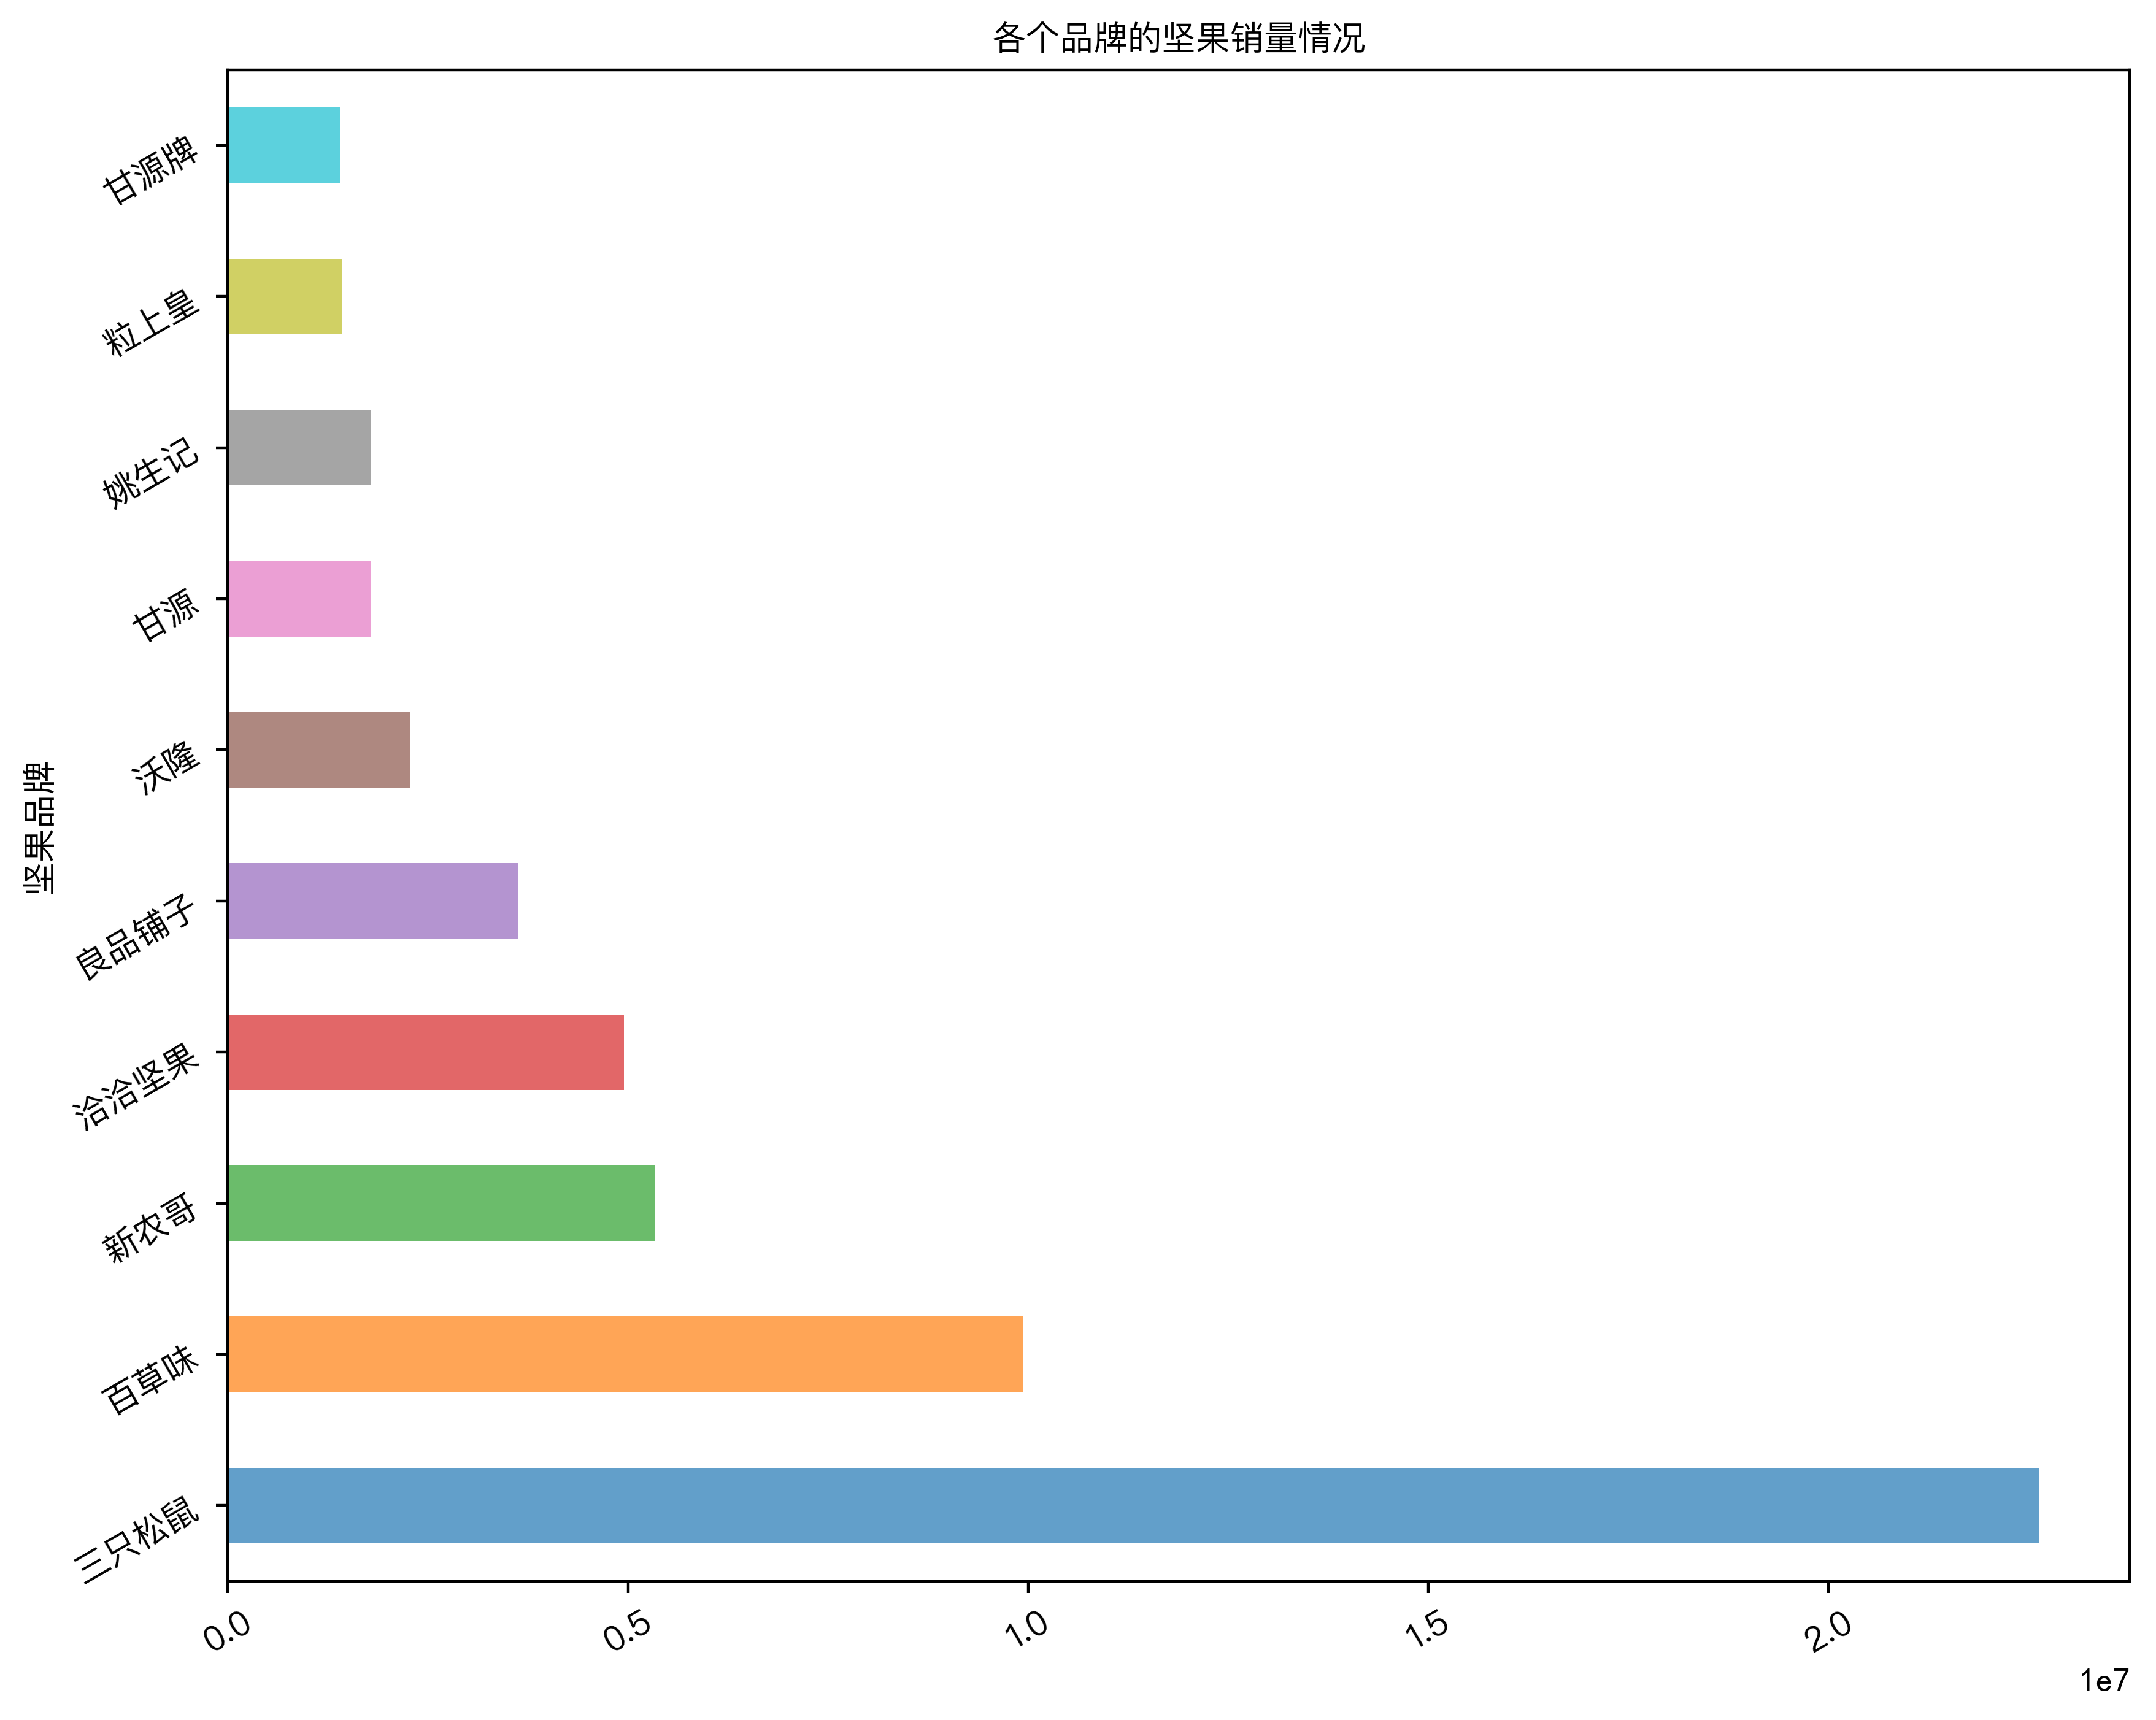 各个品牌的坚果销量情况
坚果品牌
甘源牌
粒上皇
姚生记
甘源
沃隆
良品铺子
洽洽坚果
新农哥
百草味
三只松鼠
0.0
0.5
1.0
1.5
2.0
1e7